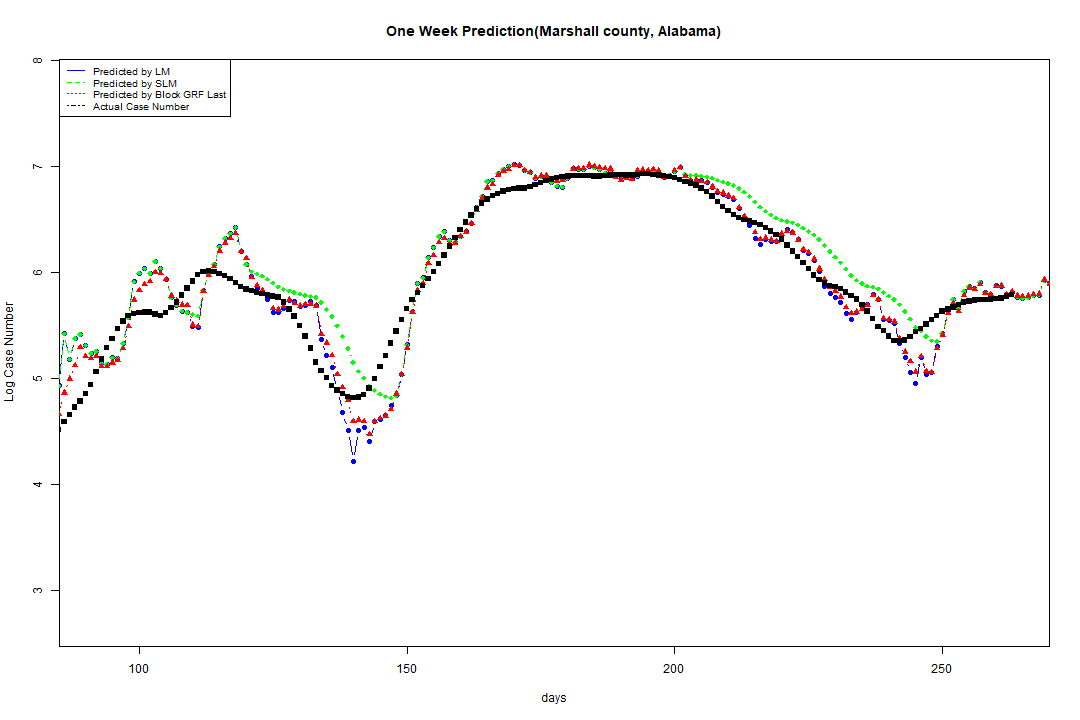 One Week Prediction(Marshall county, Alabama)
Predicted by LM
Predicted by SLM
Predicted by Block GRF Last
Actual Case Number
8
7
6
5
4
3
Log Case Number
100 150 200 250
days